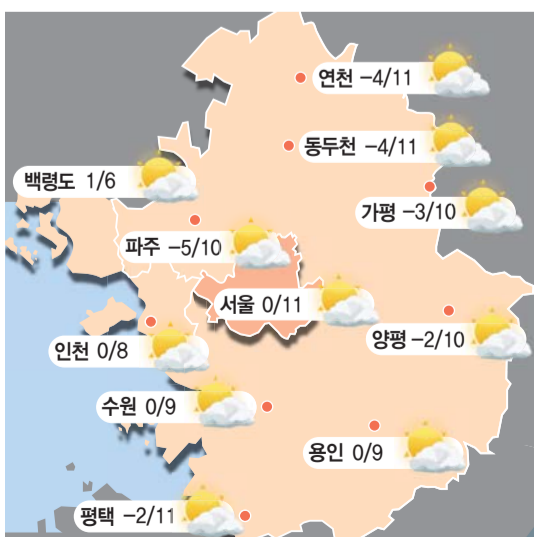 연천 -4/11
동두천 -4/11
백령도 1/6
가평 -3/10
파주 -5/10
서울 0/11
양평 -2/10
인천 0/8
수원 0/9
용인 0/9
평택 -2/11